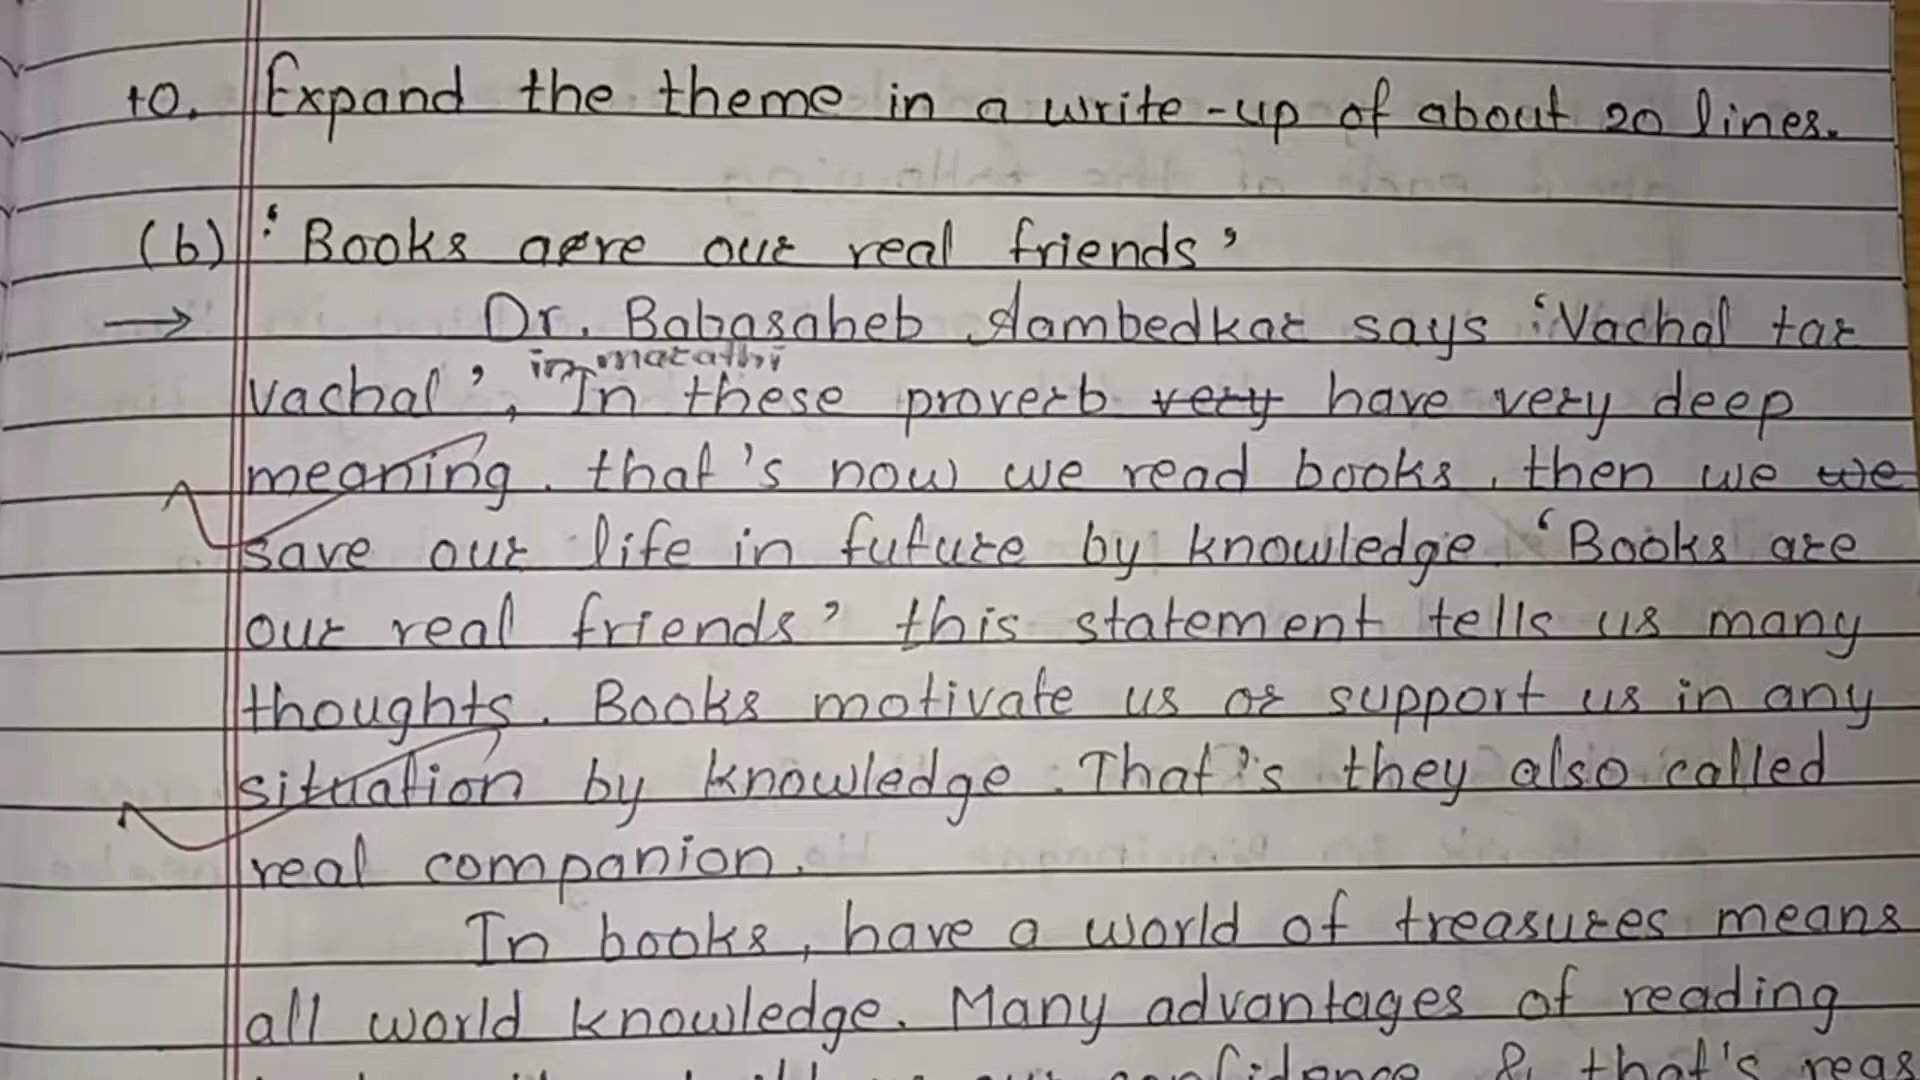 10. Expand the theme in a write-up of about 20 lines.
(b) 'Books are our real friends'
→ Dr. Babasaheb Aambedkar says 'Vachal tar
in marathi
vachal', In these proverb very have very deep
meaning. that's now we read books, then we we
save our life in future by knowledge. 'Books are
our real friends' this statement tells us many
thoughts. Books motivate us or support us in any
situation by knowledge. That's they also called
real companion.
In books, have a world of treasures means
all world knowledge. Many advantages of reading
confidence & that's reas